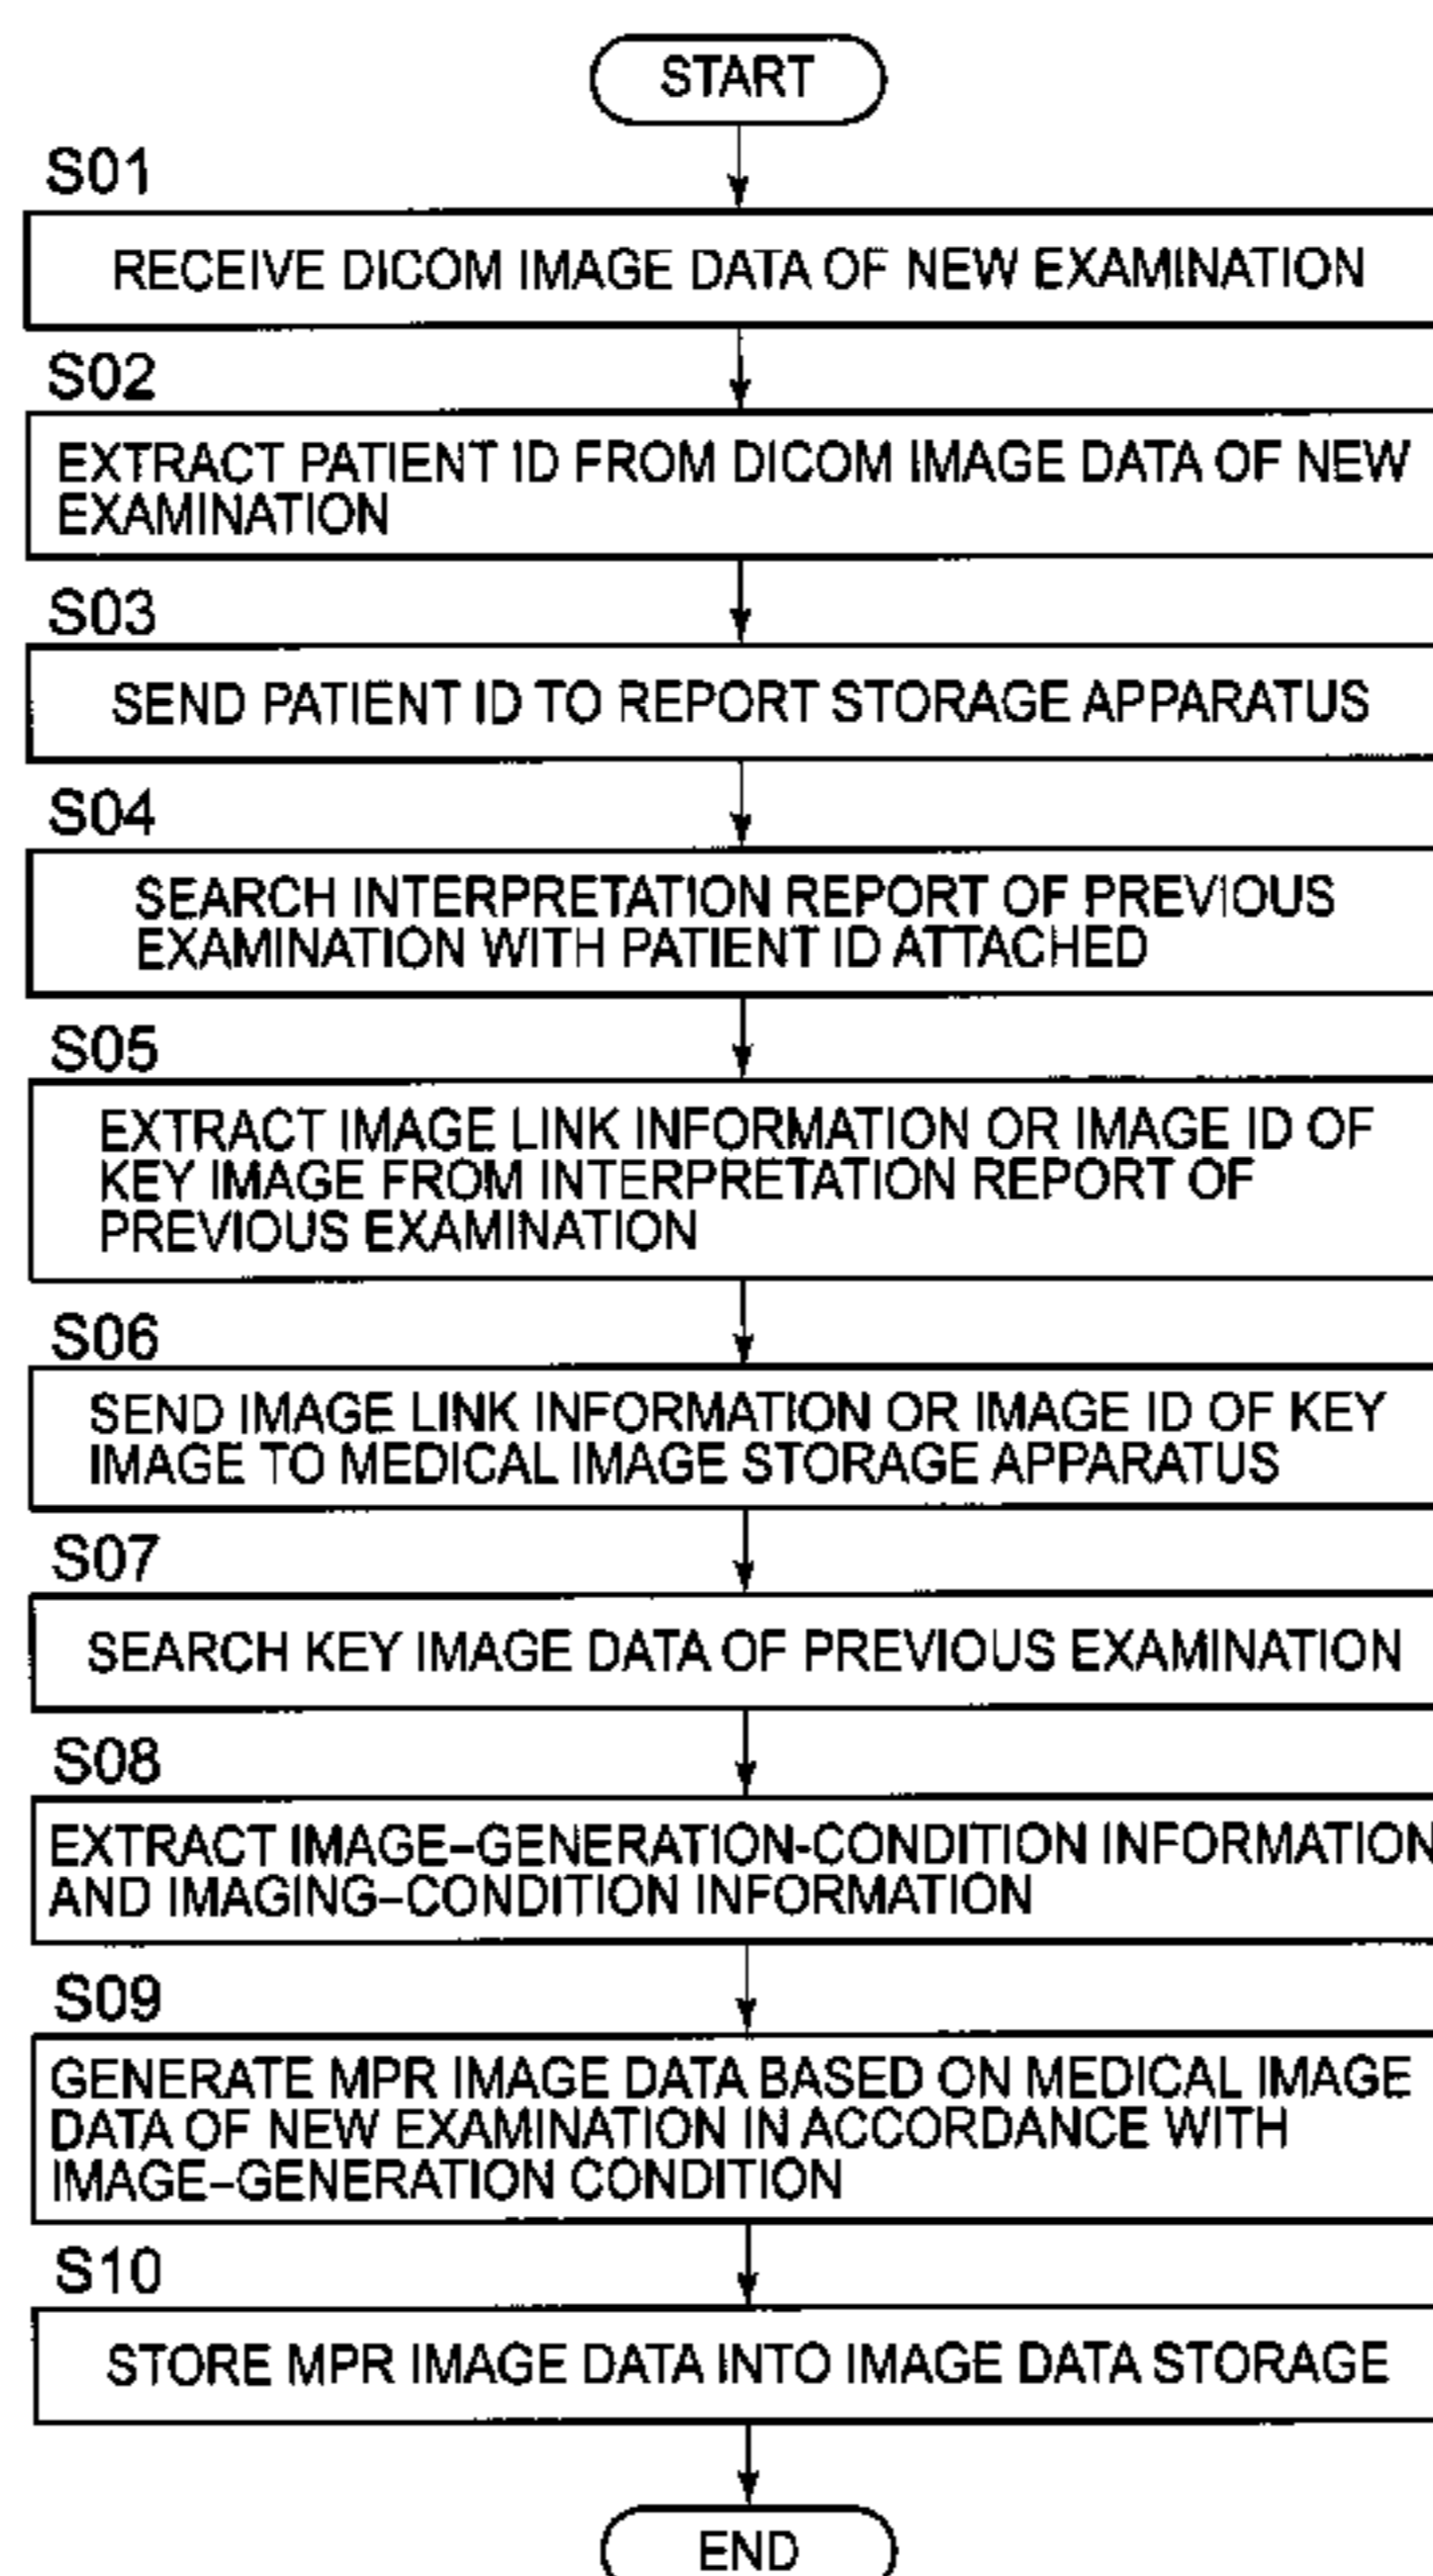 START
S01
RECEIVE DICOM IMAGE DATA OF NEW EXAMINATION
S02
EXTRACT PATIENT ID FROM DICOM IMAGE DATA OF NEW
EXAMINATION
S03
SEND PATIENT ID TO REPORT STORAGE APPARATUS
S04
SEARCH INTERPRETATION REPORT OF PREVIOUS
EXAMINATION WITH PATIENT ID ATTACHED
S05
EXTRACT IMAGE LINK INFORMATION OR IMAGE ID OF
KEY IMAGE FROM INTERPRETATION REPORT OF
PREVIOUS EXAMINATION
S06
SEND IMAGE LINK INFORMATION OR IMAGE ID OF KEY
IMAGE TO MEDICAL IMAGE STORAGE APPARATUS
S07
SEARCH KEY IMAGE DATA OF PREVIOUS EXAMINATION
S08
EXTRACT IMAGE–GENERATION-CONDITION INFORMATION
AND IMAGING–CONDITION INFORMATION
S09
GENERATE MPR IMAGE DATA BASED ON MEDICAL IMAGE
DATA OF NEW EXAMINATION IN ACCORDANCE WITH
IMAGE–GENERATION CONDITION
S10
STORE MPR IMAGE DATA INTO IMAGE DATA STORAGE
END